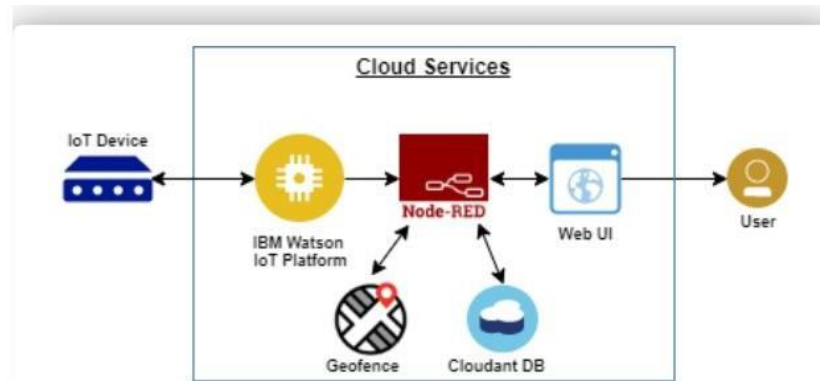 Cloud Services
IoT Device
Node-RED
IBM Watson
IoT Platform
Web UI
User
Geofence
Cloudant DB